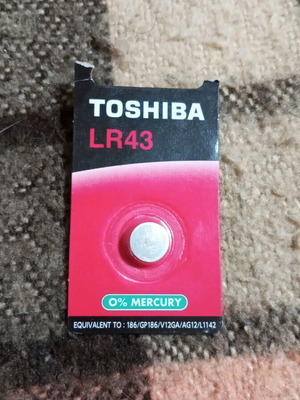 TOSHIBA
LR43
0% MERCURY
EQUIVALENT TO : 186/GP186/V12GA/AG12/L1142